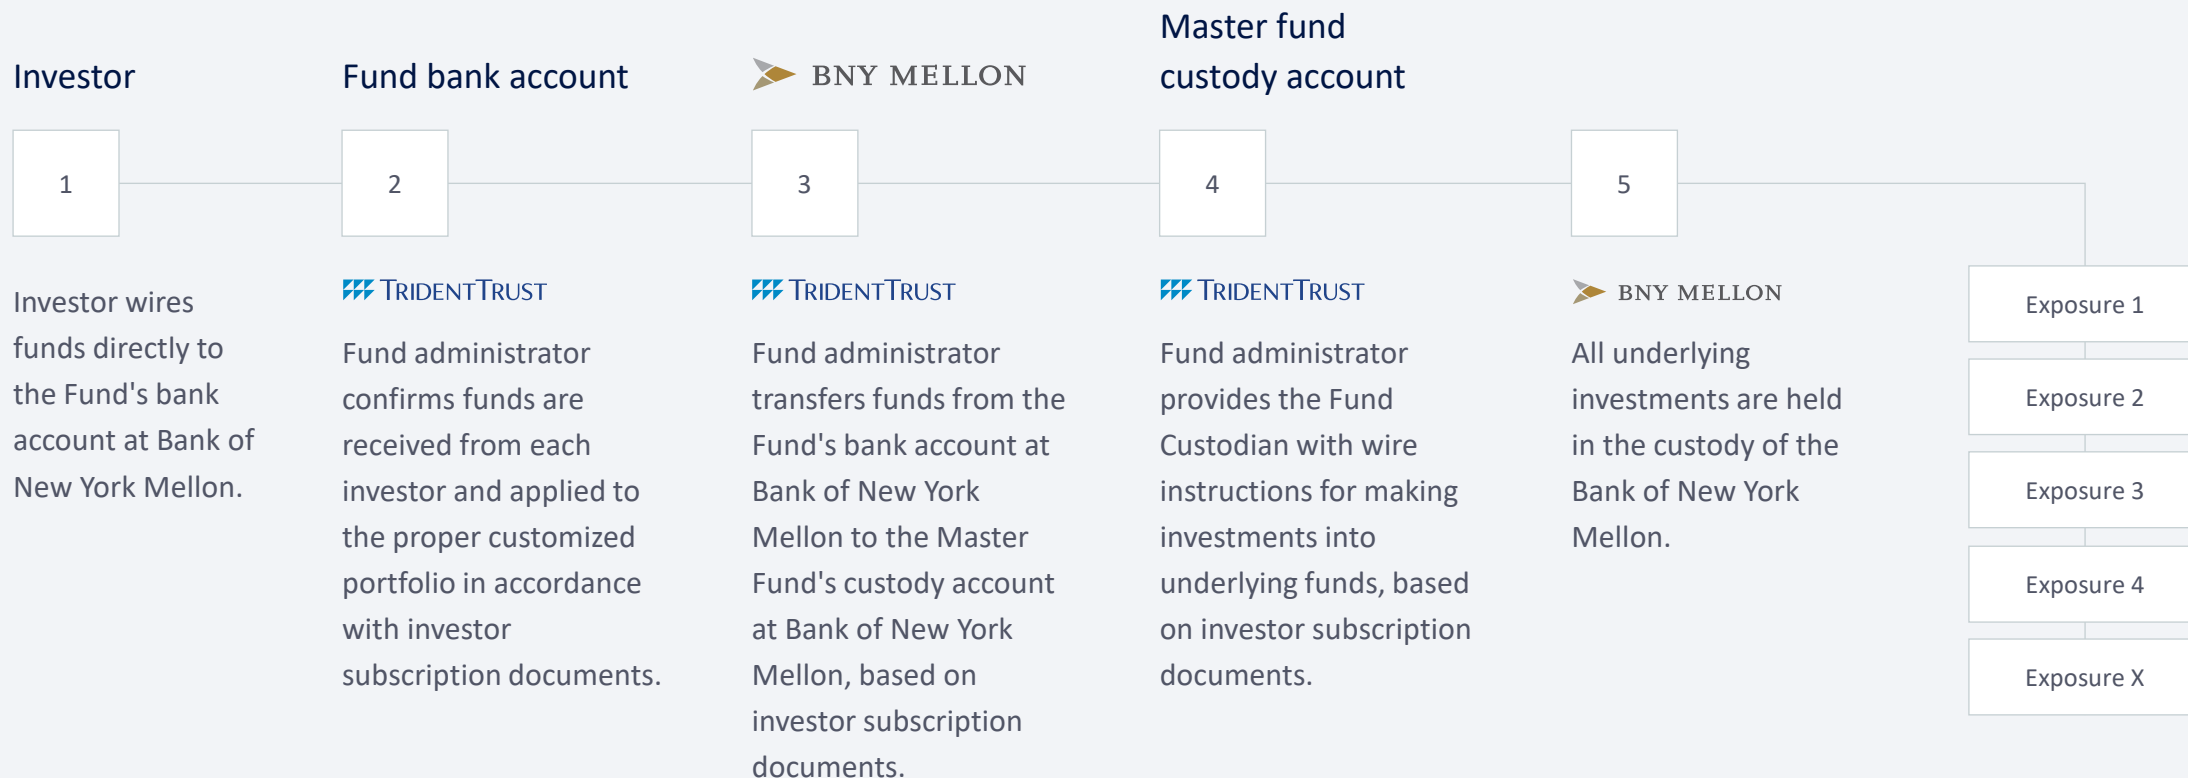 Investor
Fund bank account
BNY MELLON
Master fund
custody account
1
2
3
4
5
Investor wires
funds directly to
the Fund's bank
account at Bank of
New York Mellon.
TRIDENTTRUST
Fund administrator
confirms funds are
received from each
investor and applied to
the proper customized
portfolio in accordance
with investor
subscription documents.
TRIDENTTRUST
Fund administrator
transfers funds from the
Fund's bank account at
Bank of New York
Mellon to the Master
Fund's custody account
at Bank of New York
Mellon, based on
investor subscription
documents.
TRIDENTTRUST
Fund administrator
provides the Fund
Custodian with wire
instructions for making
investments into
underlying funds, based
on investor subscription
documents.
BNY MELLON
All underlying
investments are held
in the custody of the
Bank of New York
Mellon.
Exposure 1
Exposure 2
Exposure 3
Exposure 4
Exposure X